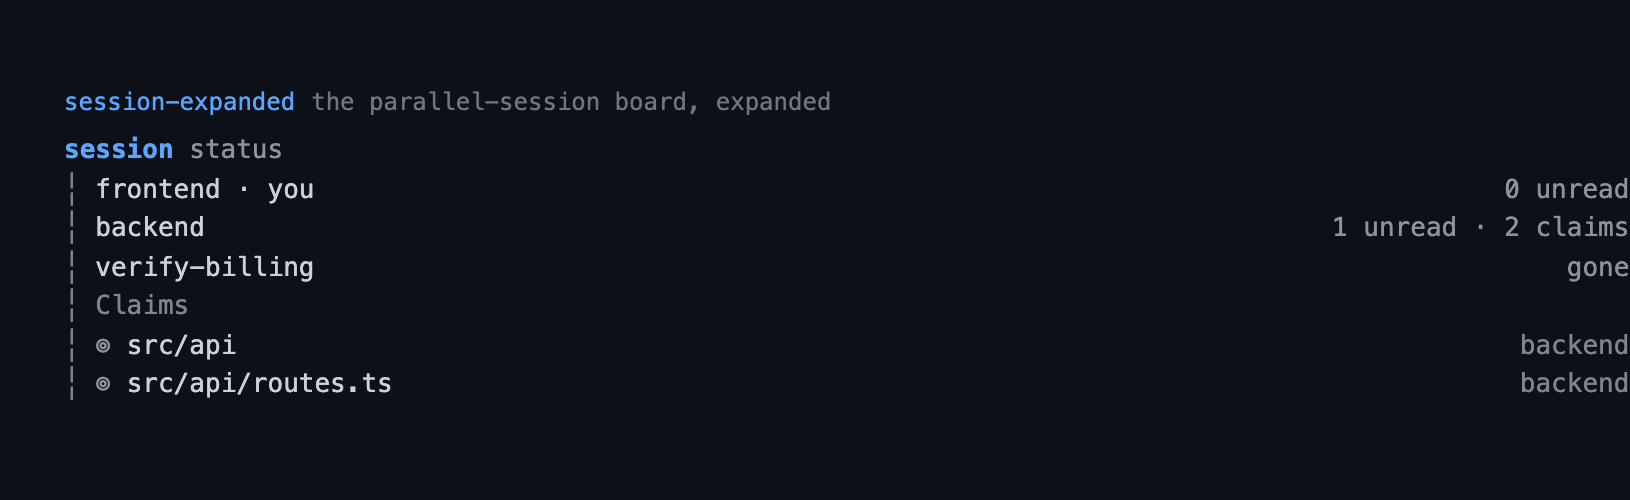 session-expanded the parallel-session board, expanded
session status
frontend · you 0 unread
backend 1 unread · 2 claims
verify-billing gone
Claims
◎ src/api backend
◎ src/api/routes.ts backend